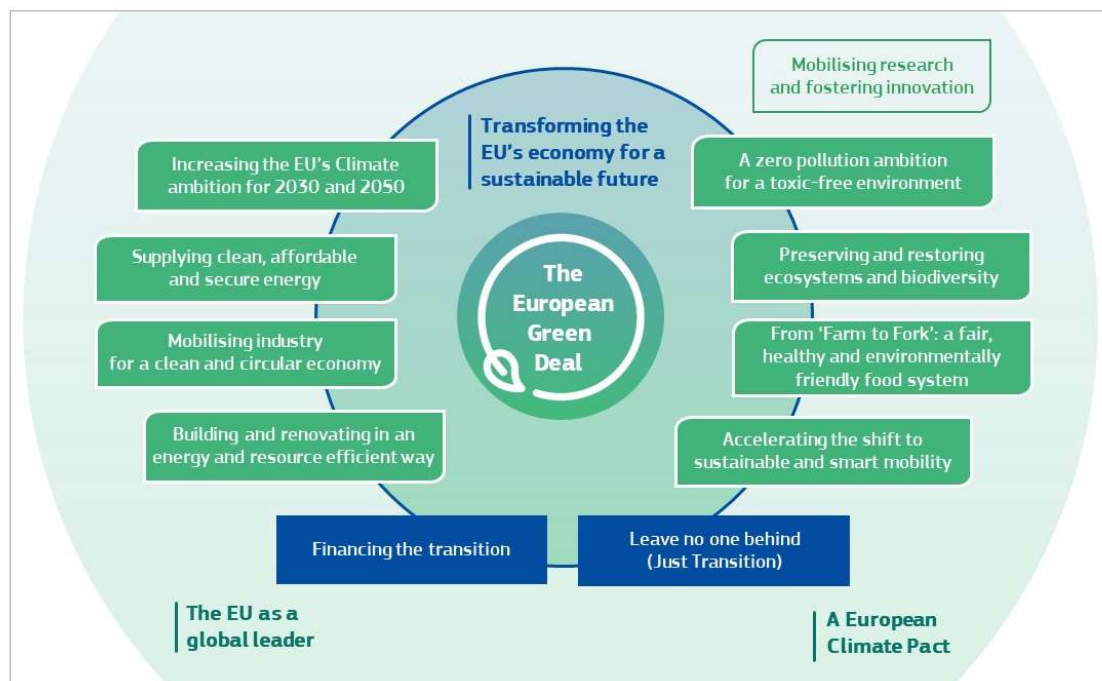 Mobilising research
and fostering innovation
Transforming the
EU's economy for a
sustainable future
Increasing the EU's Climate
ambition for 2030 and 2050
A zero pollution ambition
for a toxic-free environment
Supplying clean, affordable
and secure energy
Preserving and restoring
ecosystems and biodiversity
The
European
Green
Deal
Mobilising industry
for a clean and circular economy
From ‘Farm to Fork’: a fair,
healthy and environmentally
friendly food system
Building and renovating in an
energy and resource efficient way
Accelerating the shift to
sustainable and smart mobility
Financing the transition
Leave no one behind
(Just Transition)
The EU as a
global leader
A European
Climate Pact